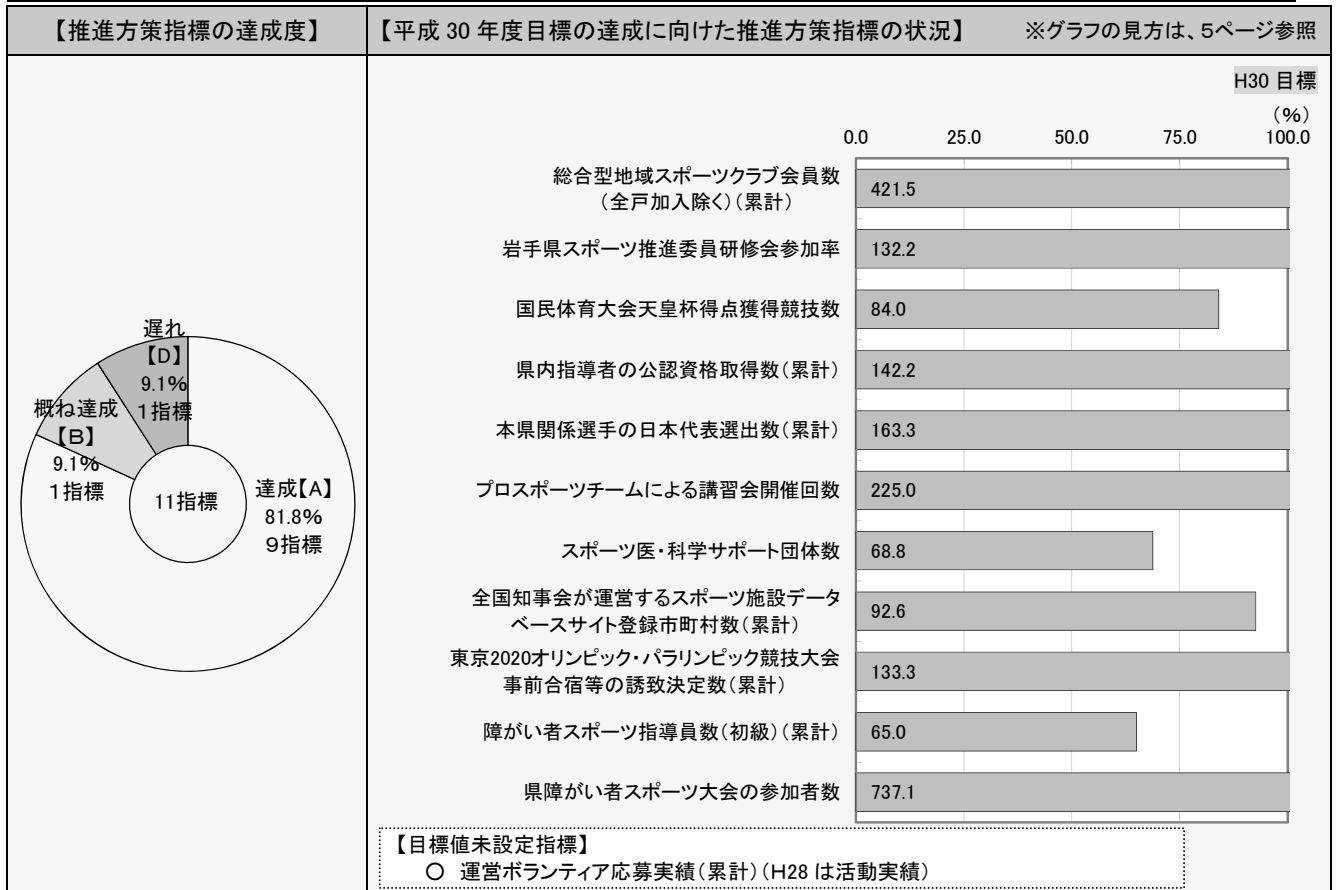 【推進方策指標の達成度】
【平成 30 年度目標の達成に向けた推進方策指標の状況】 ※グラフの見方は、5ページ参照
遅れ
【D】
9.1%
1指標
概ね達成
【B】
9.1%
1指標
11指標
達成【A】
81.8%
9指標
H30 目標
(%)
0.0 25.0 50.0 75.0 100.0
総合型地域スポーツクラブ会員数
(全戸加入除く)(累計)
421.5
岩手県スポーツ推進委員研修会参加率 132.2
国民体育大会天皇杯得点獲得競技数 84.0
県内指導者の公認資格取得数(累計) 142.2
本県関係選手の日本代表選出数(累計) 163.3
プロスポーツチームによる講習会開催回数 225.0
スポーツ医・科学サポート団体数 68.8
全国知事会が運営するスポーツ施設データ
ベースサイト登録市町村数(累計)
92.6
東京2020オリンピック・パラリンピック競技大会
事前合宿等の誘致決定数(累計)
133.3
障がい者スポーツ指導員数(初級)(累計) 65.0
県障がい者スポーツ大会の参加者数 737.1
【目標値未設定指標】
○ 運営ボランティア応募実績(累計)(H28 は活動実績)